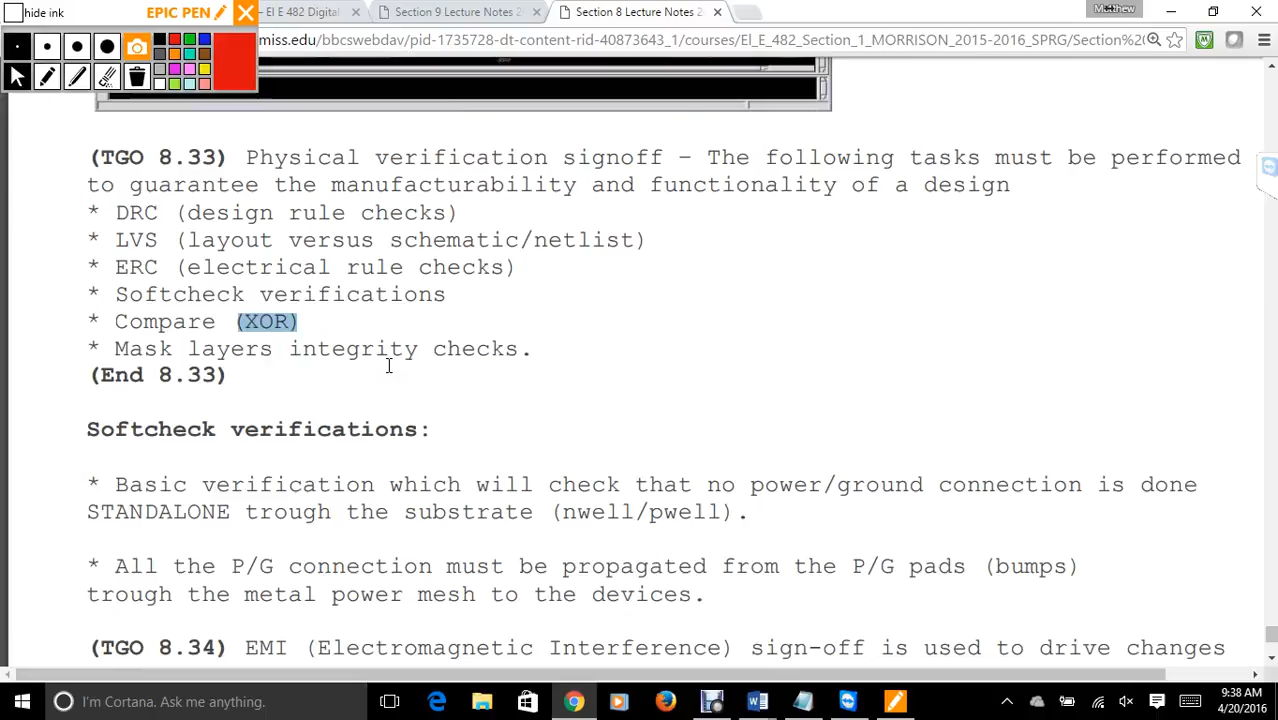 hide ink
EPIC PEN
– El E 482 Digital
Section 9 Lecture Notes 2
Section 8 Lecture Notes 2
Matthew
miss.edu/bbcswebdav/pid-1735728-dt-content-rid-40873643_1/courses/El_E_482_Section_1_MORRISON_2015-2016_SPRG/Section%2
(TGO 8.33) Physical verification signoff – The following tasks must be performed
to guarantee the manufacturability and functionality of a design
* DRC (design rule checks)
* LVS (layout versus schematic/netlist)
* ERC (electrical rule checks)
* Softcheck verifications
* Compare (XOR)
* Mask layers integrity checks.
(End 8.33)
Softcheck verifications:
* Basic verification which will check that no power/ground connection is done
STANDALONE trough the substrate (nwell/pwell).
* All the P/G connection must be propagated from the P/G pads (bumps)
trough the metal power mesh to the devices.
(TGO 8.34) EMI (Electromagnetic Interference) sign-off is used to drive changes
I'm Cortana. Ask me anything.
9:38 AM
4/20/2016